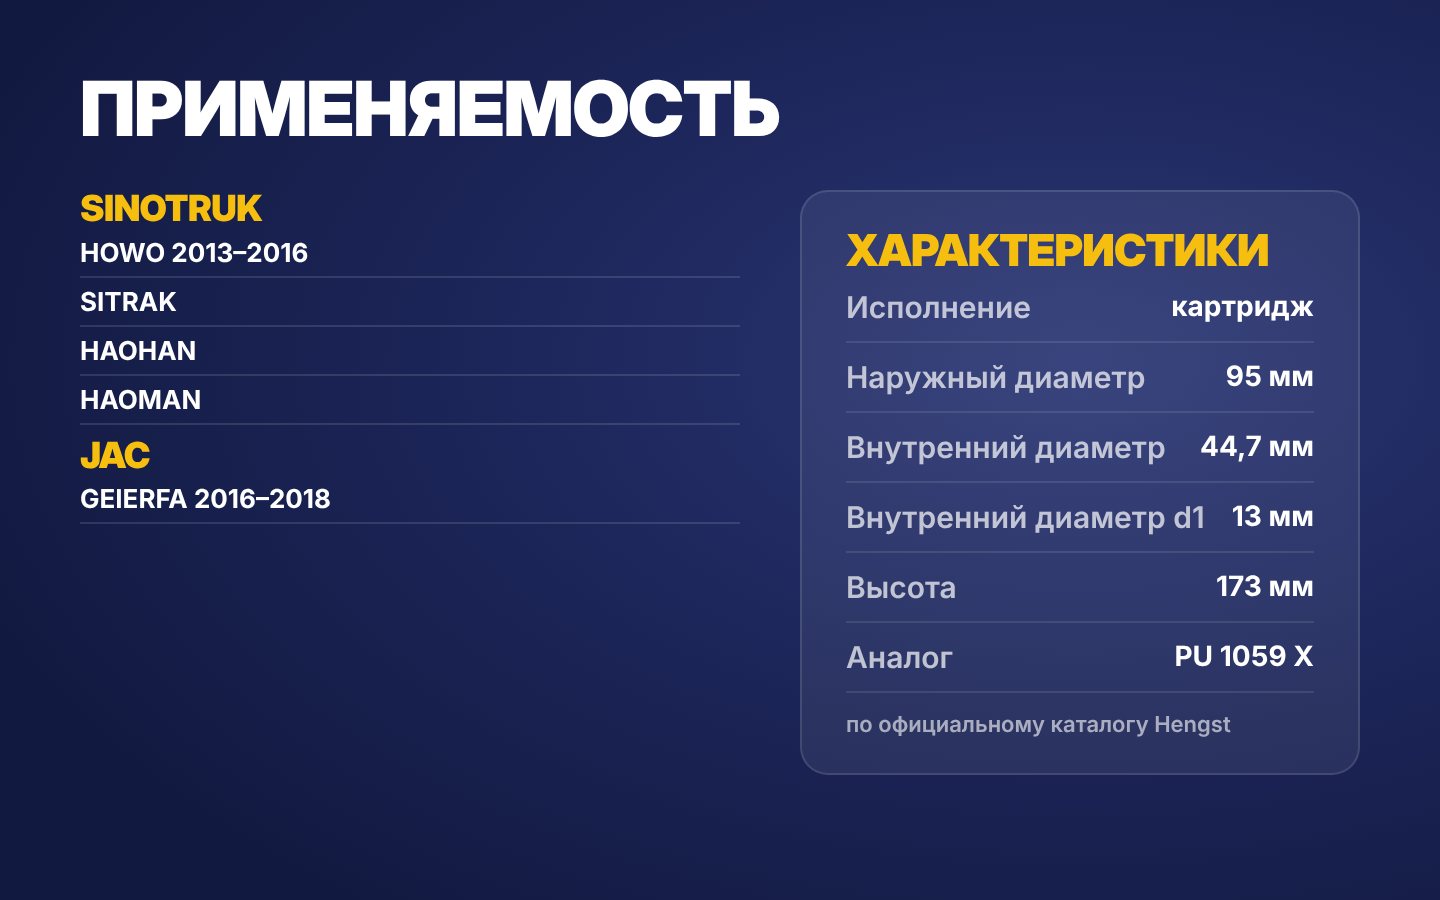 ПРИМЕНЯЕМОСТЬ
SINOTRUK
HOWO 2013–2016
SITRAK
HAOHAN
HAOMAN
JAC
GEIERFA 2016–2018
ХАРАКТЕРИСТИКИ
Исполнение картридж
Наружный диаметр 95 мм
Внутренний диаметр 44,7 мм
Внутренний диаметр d1 13 мм
Высота 173 мм
Аналог PU 1059 X
по официальному каталогу Hengst